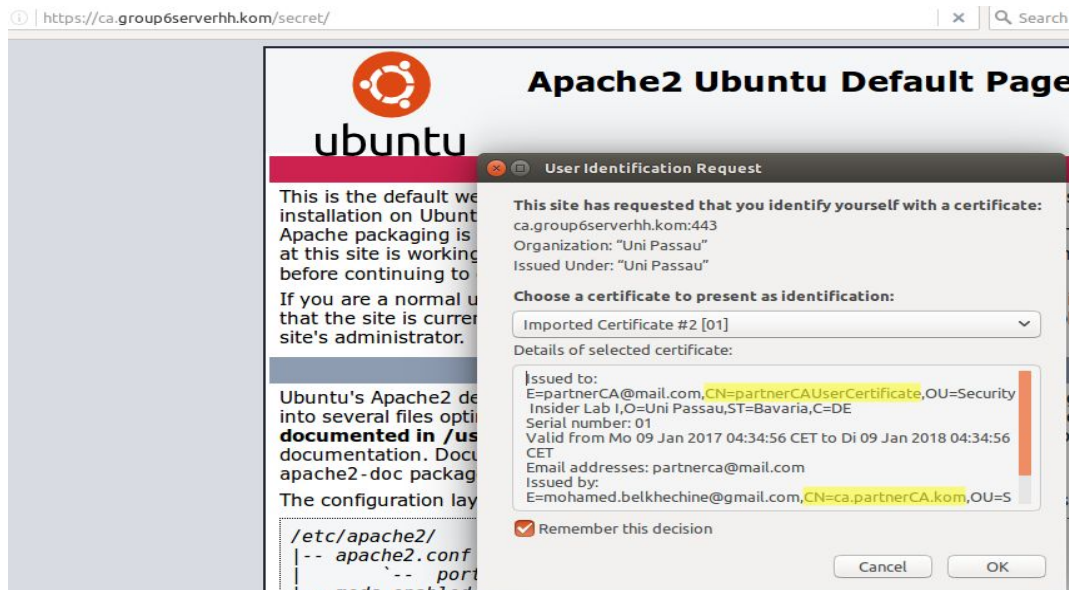 https://ca.group6serverhh.kom/secret/
Search
ubuntu
Apache2 Ubuntu Default Page
This is the default we
installation on Ubunt
Apache packaging is
at this site is working
before continuing to
If you are a normal u
that the site is curren
site's administrator.
Ubuntu's Apache2 de
into several files opti
documented in /us
documentation. Docu
apache2-doc packag
The configuration lay
/etc/apache2/
|-- apache2.conf
| `-- port
User Identification Request
This site has requested that you identify yourself with a certificate:
ca.group6serverhh.kom:443
Organization: “Uni Passau”
Issued Under: “Uni Passau”
Choose a certificate to present as identification:
Imported Certificate #2 [01]
Details of selected certificate:
Issued to:
E=partnerCA@mail.com,CN=partnerCAUserCertificate,OU=Security
Insider Lab I,O=Uni Passau,ST=Bavaria,C=DE
Serial number: 01
Valid from Mo 09 Jan 2017 04:34:56 CET to Di 09 Jan 2018 04:34:56
CET
Email addresses: partnerca@mail.com
Issued by:
E=mohamed.belkhechine@gmail.com,CN=ca.partnerCA.kom,OU=S
Remember this decision
Cancel
OK